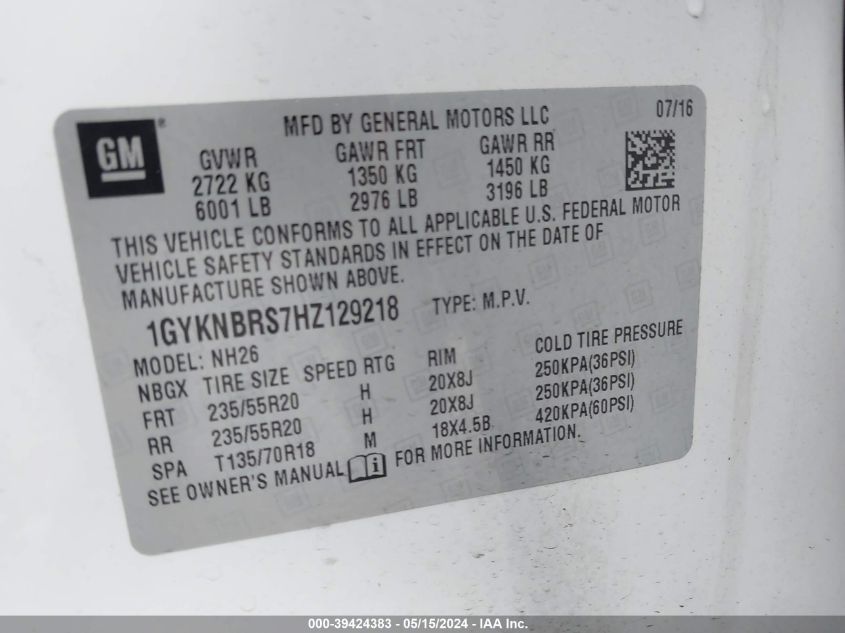 GM®
MFD BY GENERAL MOTORS LLC 07/16
GVWR GAWR FRT GAWR RR
2722 KG 1350 KG 1450 KG
6001 LB 2976 LB 3196 LB
THIS VEHICLE CONFORMS TO ALL APPLICABLE U.S. FEDERAL MOTOR
VEHICLE SAFETY STANDARDS IN EFFECT ON THE DATE OF
MANUFACTURE SHOWN ABOVE.
1GYKNBRS7HZ129218 TYPE: M.P.V.
MODEL: NH26
NBGX TIRE SIZE SPEED RTG RIM COLD TIRE PRESSURE
FRT 235/55R20 H 20X8J 250KPA(36PSI)
RR 235/55R20 H 20X8J 250KPA(36PSI)
SPA T135/70R18 M 18X4.5B 420KPA(60PSI)
SEE OWNER'S MANUAL i FOR MORE INFORMATION.
000-39424383 - 05/15/2024 - IAA Inc.